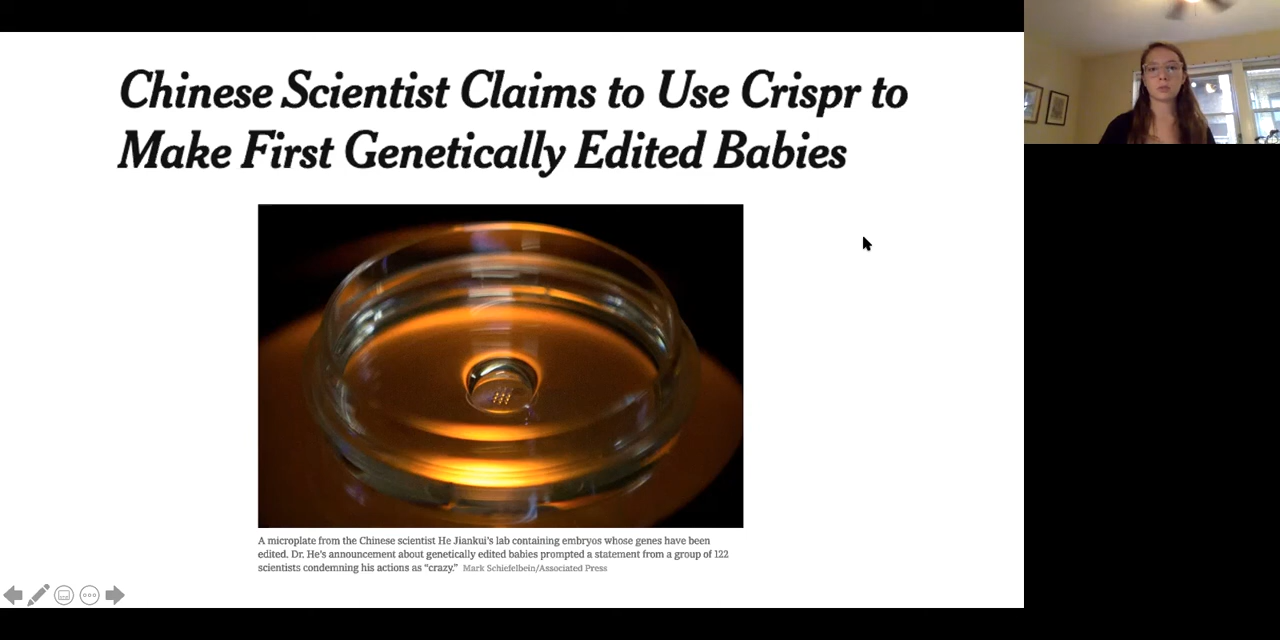 Chinese Scientist Claims to Use Crispr to
Make First Genetically Edited Babies
A microplate from the Chinese scientist He Jiankui's lab containing embryos whose genes have been
edited. Dr. He's announcement about genetically edited babies prompted a statement from a group of 122
scientists condemning his actions as “crazy.” Mark Schiefelbein/Associated Press